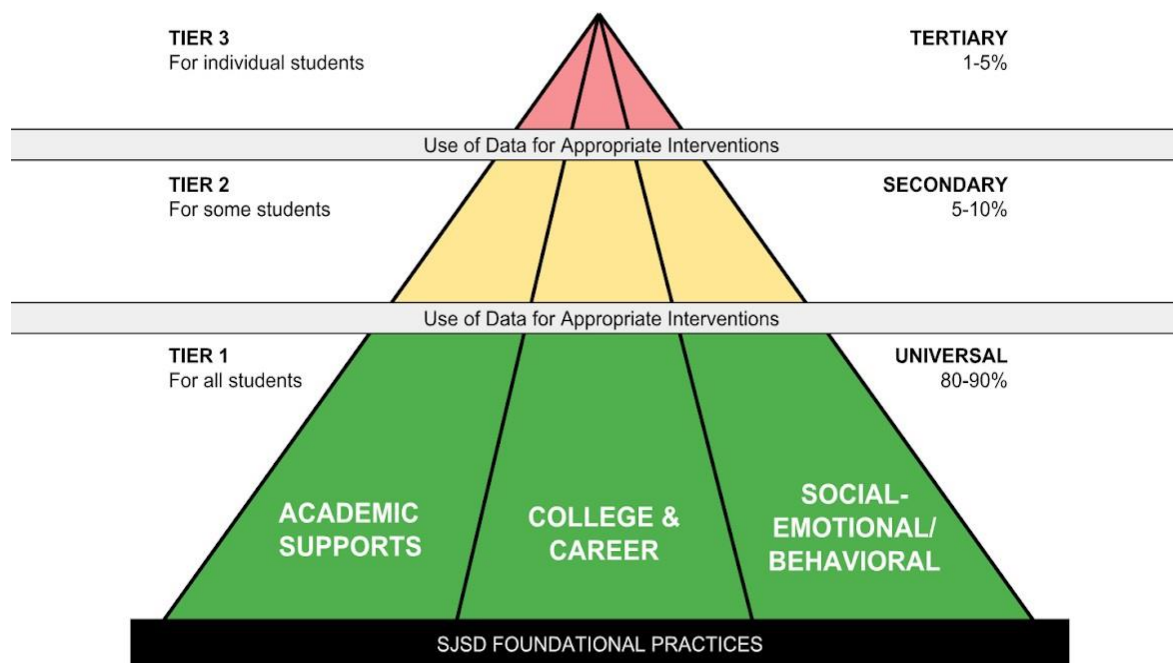 TIER 3
For individual students
TERTIARY
1-5%
Use of Data for Appropriate Interventions
TIER 2
For some students
SECONDARY
5-10%
Use of Data for Appropriate Interventions
TIER 1
For all students
UNIVERSAL
80-90%
ACADEMIC
SUPPORTS
COLLEGE &
CAREER
SOCIAL-
EMOTIONAL/
BEHAVIORAL
SJSD FOUNDATIONAL PRACTICES